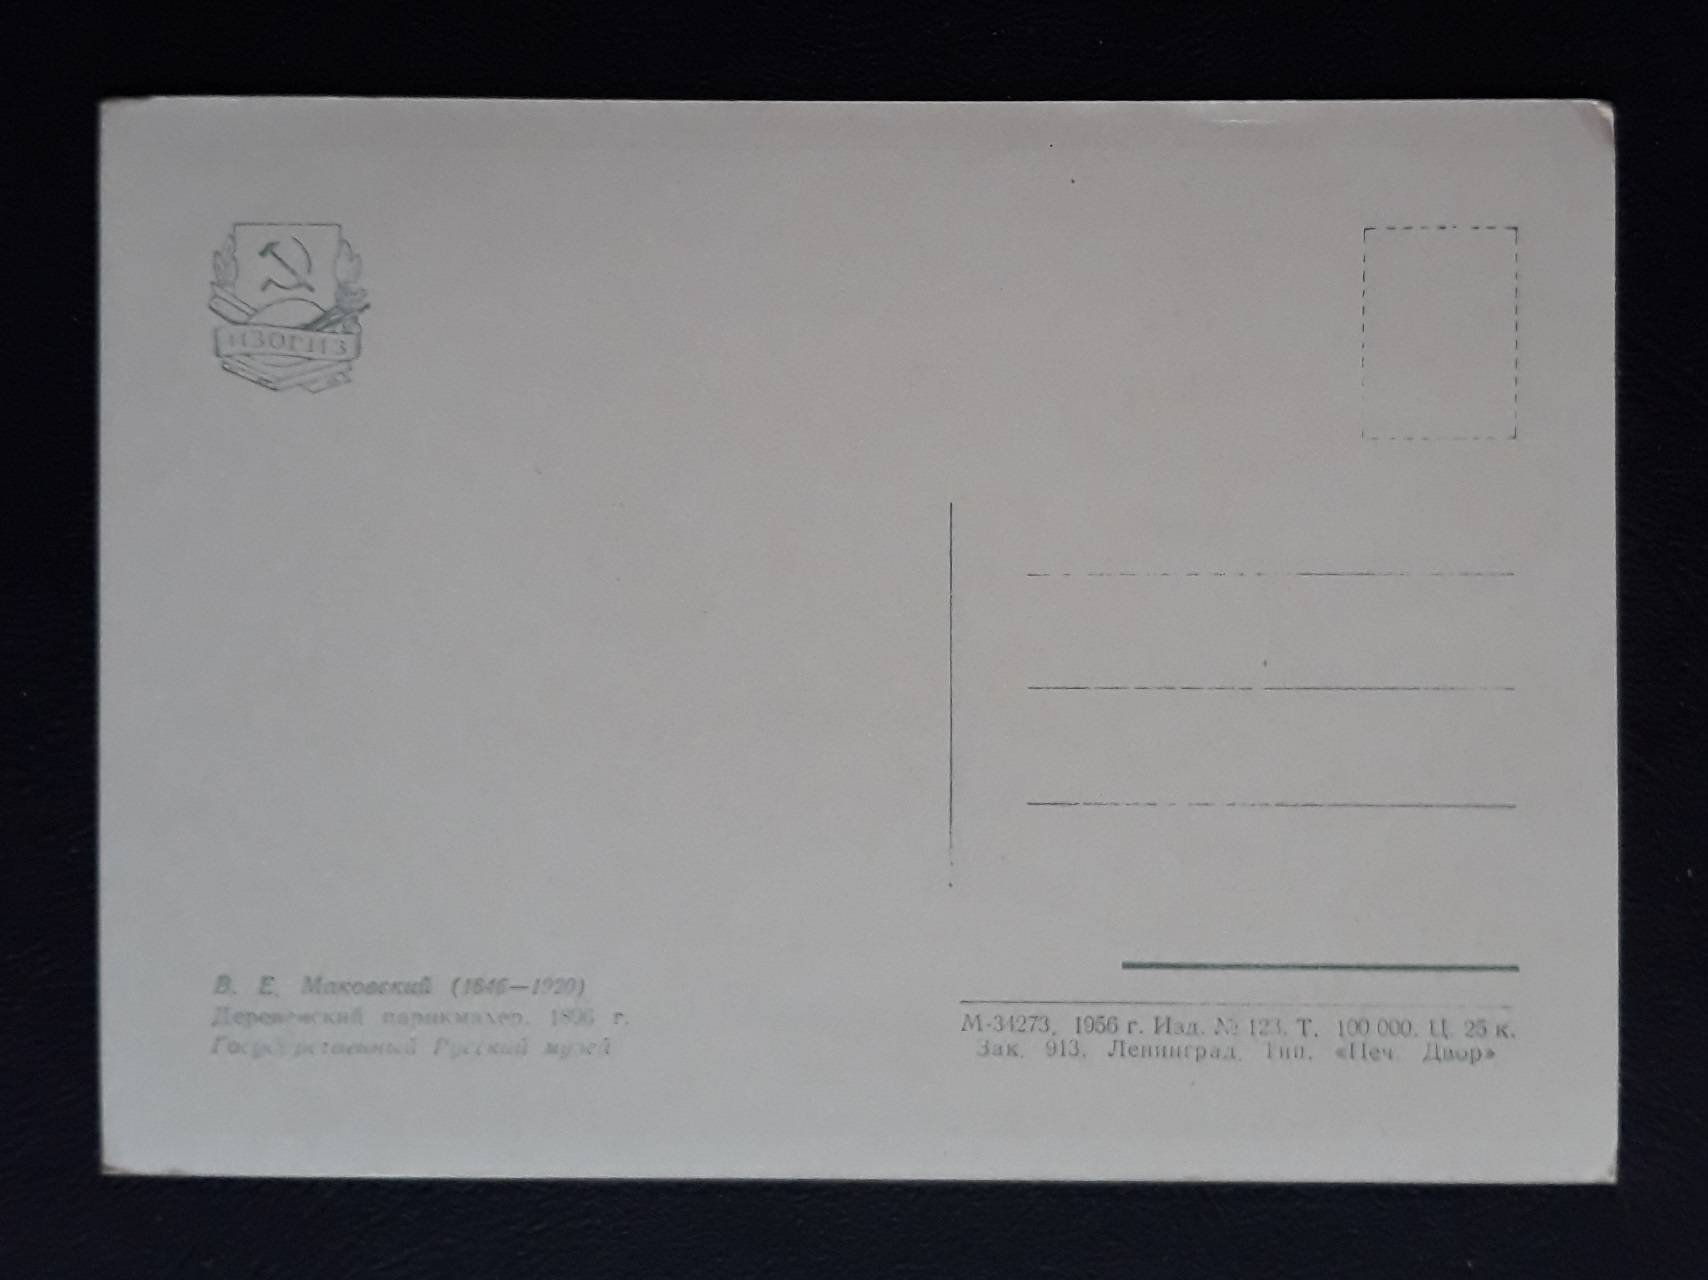 ИЗОГИЗ
В. Е. Маковский (1846—1920)
Деревенский парикмахер. 1896 г.
Государственный Русский музей
М-34273, 1956 г. Изд. № 123. Т. 100 000. Ц. 25 к.
Зак. 913. Ленинград. Тип. «Печ. Двор»